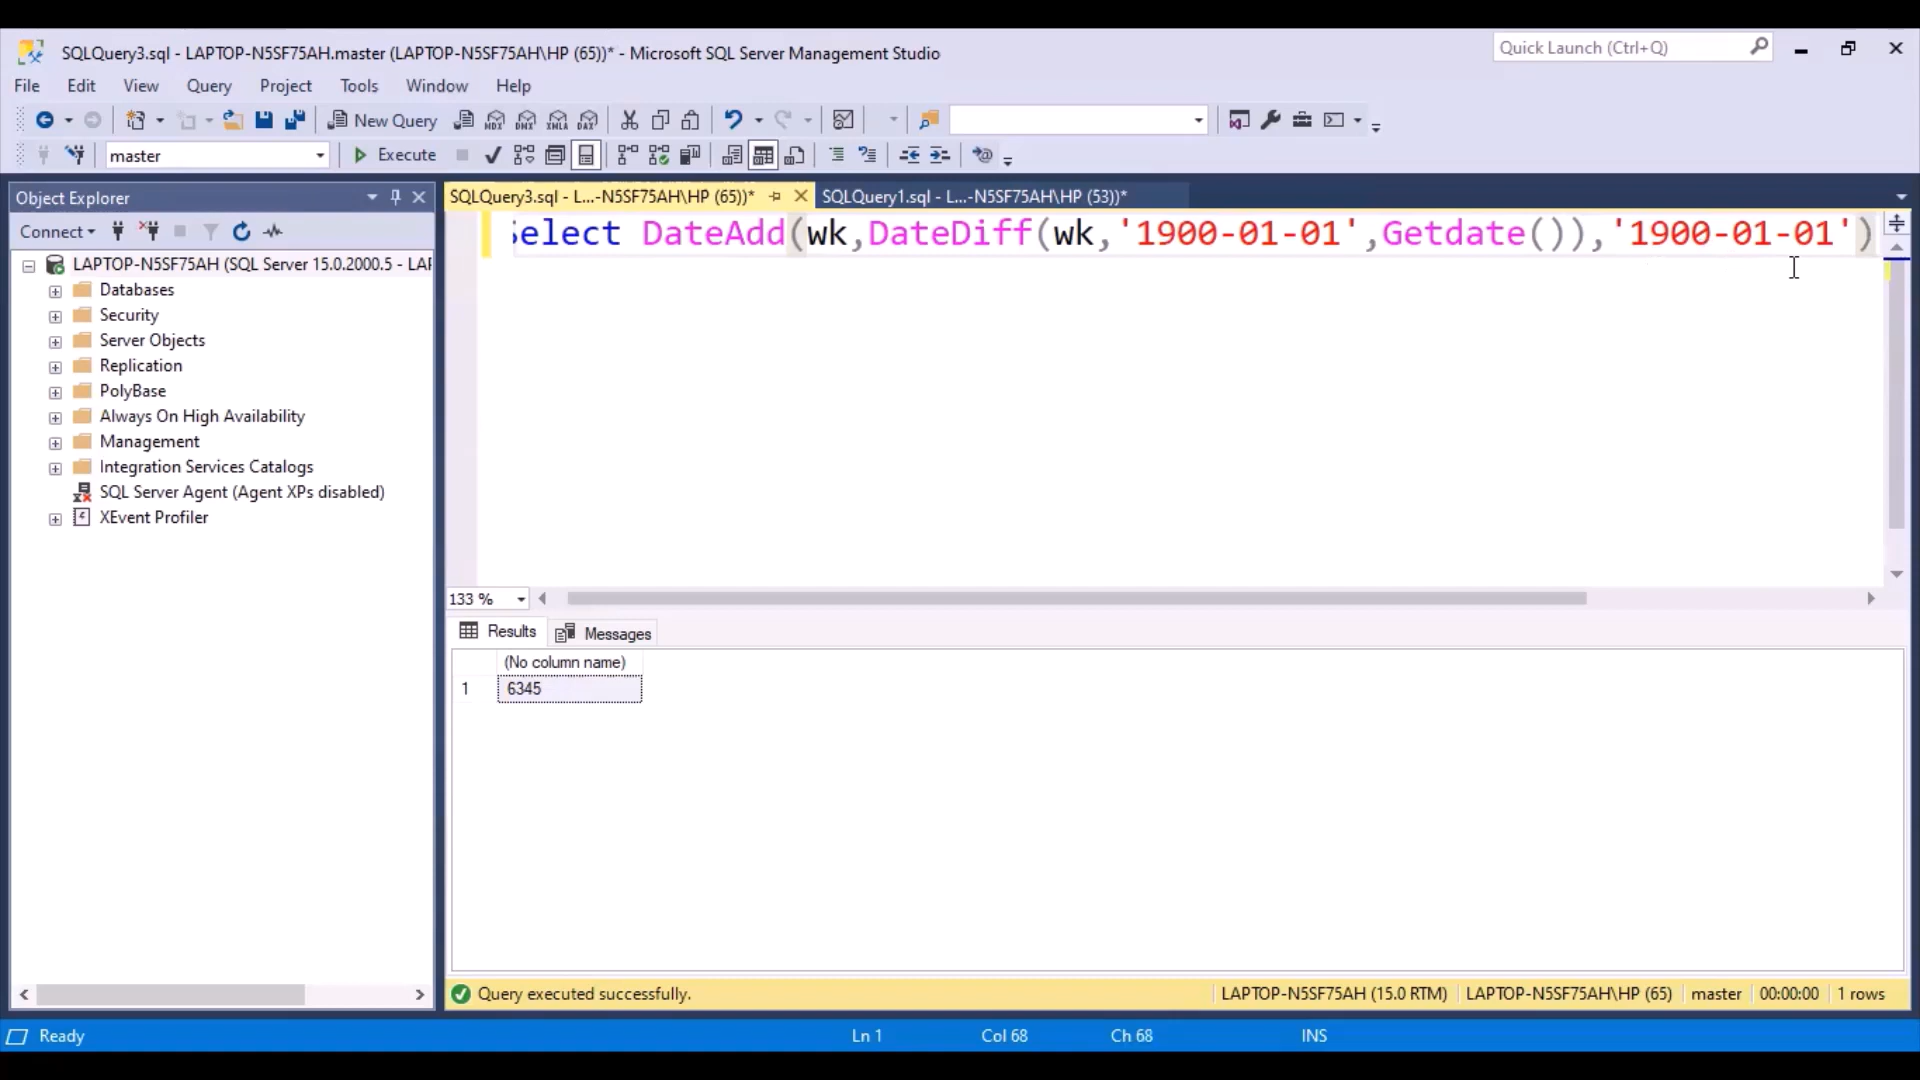 SQLQuery3.sql - LAPTOP-N5SF75AH.master (LAPTOP-N5SF75AH\HP (65))* - Microsoft SQL Server Management Studio
Quick Launch (Ctrl+Q)
File Edit View Query Project Tools Window Help
New Query
MDX DMX XMLA DAX
master
Execute
Object Explorer
SQLQuery3.sql - L...-N5SF75AH\HP (65))*
SQLQuery1.sql - L...-N5SF75AH\HP (53))*
Connect
Select DateAdd(wk,DateDiff(wk,'1900-01-01',Getdate()),'1900-01-01')
LAPTOP-N5SF75AH (SQL Server 15.0.2000.5 - LAP
Databases
Security
Server Objects
Replication
PolyBase
Always On High Availability
Management
Integration Services Catalogs
SQL Server Agent (Agent XPs disabled)
XEvent Profiler
133 %
Results
Messages
(No column name)
1 6345
Query executed successfully.
LAPTOP-N5SF75AH (15.0 RTM) LAPTOP-N5SF75AH\HP (65) master 00:00:00 1 rows
Ready
Ln 1 Col 68 Ch 68 INS